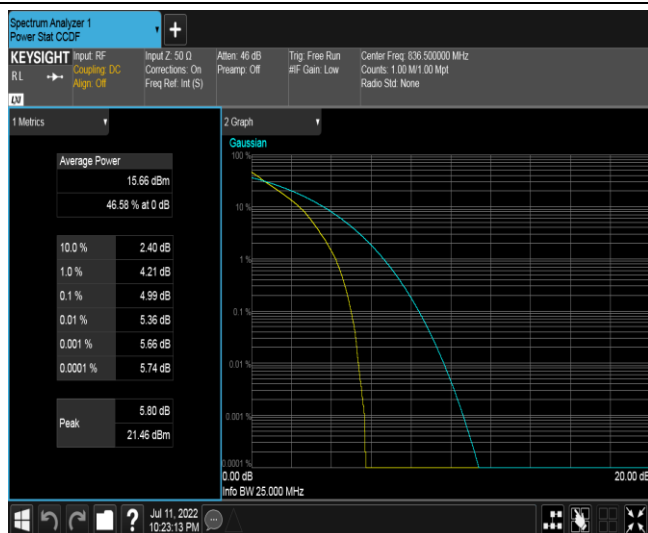 Spectrum Analyzer 1
Power Stat CCDF
+
KEYSIGHT
RL
LXI
Input: RF
Coupling: DC
Align: Off
Input Z: 50 Ω
Corrections: On
Freq Ref: Int (S)
Atten: 46 dB
Preamp: Off
Trig: Free Run
#IF Gain: Low
Center Freq: 836.500000 MHz
Counts: 1.00 M/1.00 Mpt
Radio Std: None
1 Metrics
Average Power
15.66 dBm
46.58 % at 0 dB
10.0 % 2.40 dB
1.0 % 4.21 dB
0.1 % 4.99 dB
0.01 % 5.36 dB
0.001 % 5.66 dB
0.0001 % 5.74 dB
Peak
5.80 dB
21.46 dBm
2 Graph
Gaussian
100 %
10 %
1 %
0.1 %
0.01 %
0.001 %
0.0001 %
0.00 dB 20.00 dB
Info BW 25.000 MHz
?
Jul 11, 2022
10:23:13 PM